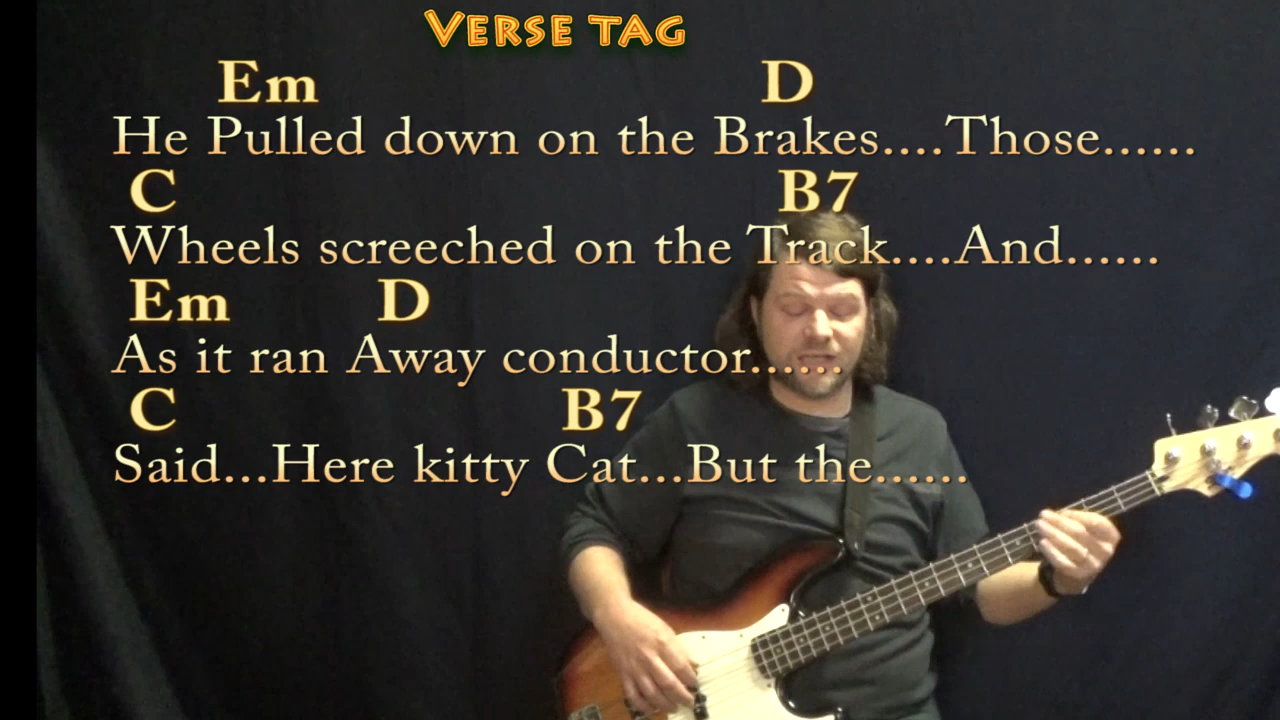 VERSE TAG
Em D
He Pulled down on the Brakes....Those......
C B7
Wheels screeched on the Track....And......
Em D
As it ran Away conductor......
C B7
Said...Here kitty Cat...But the......